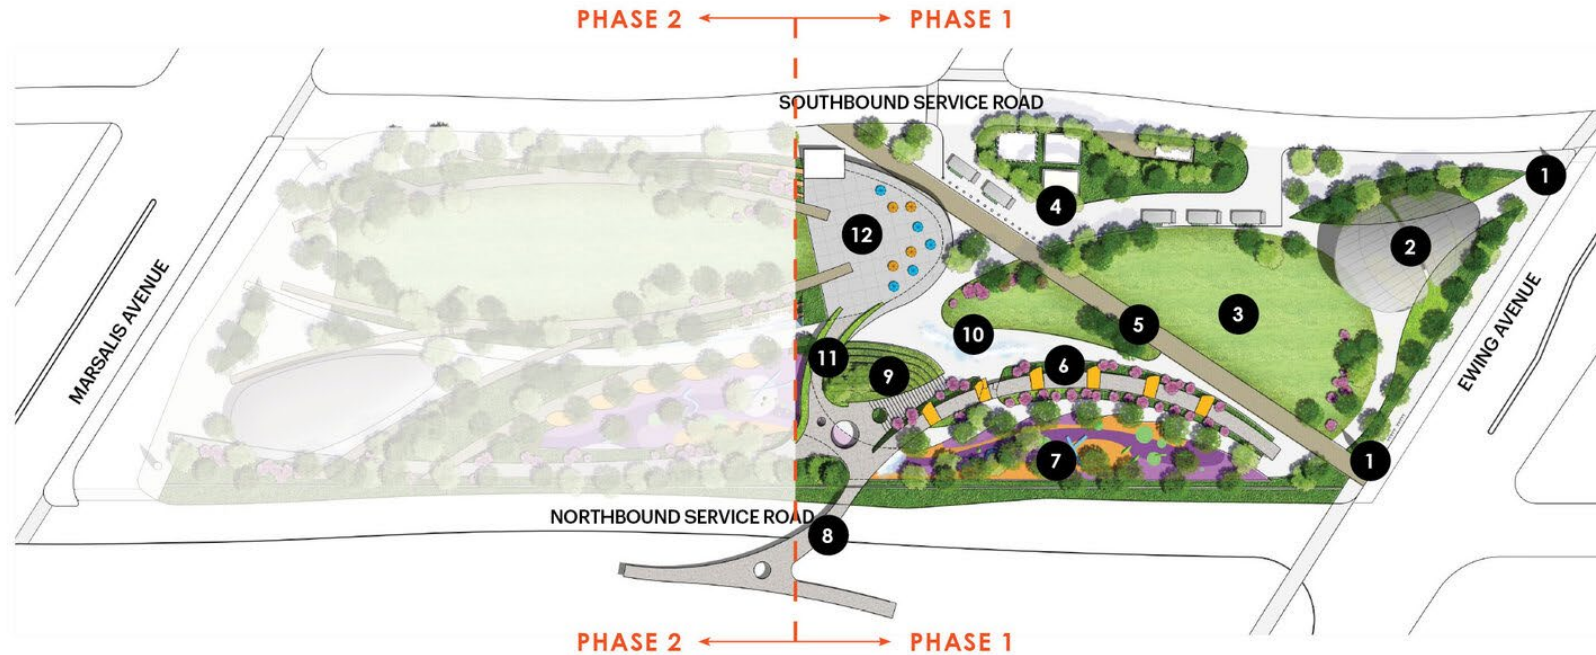 PHASE 2 PHASE 1
SOUTHBOUND SERVICE ROAD
1
4
12
2
MARSALIS AVENUE
3
5
EWING AVENUE
10
11
6
9
7
1
NORTHBOUND SERVICE ROAD
8
PHASE 2 PHASE 1